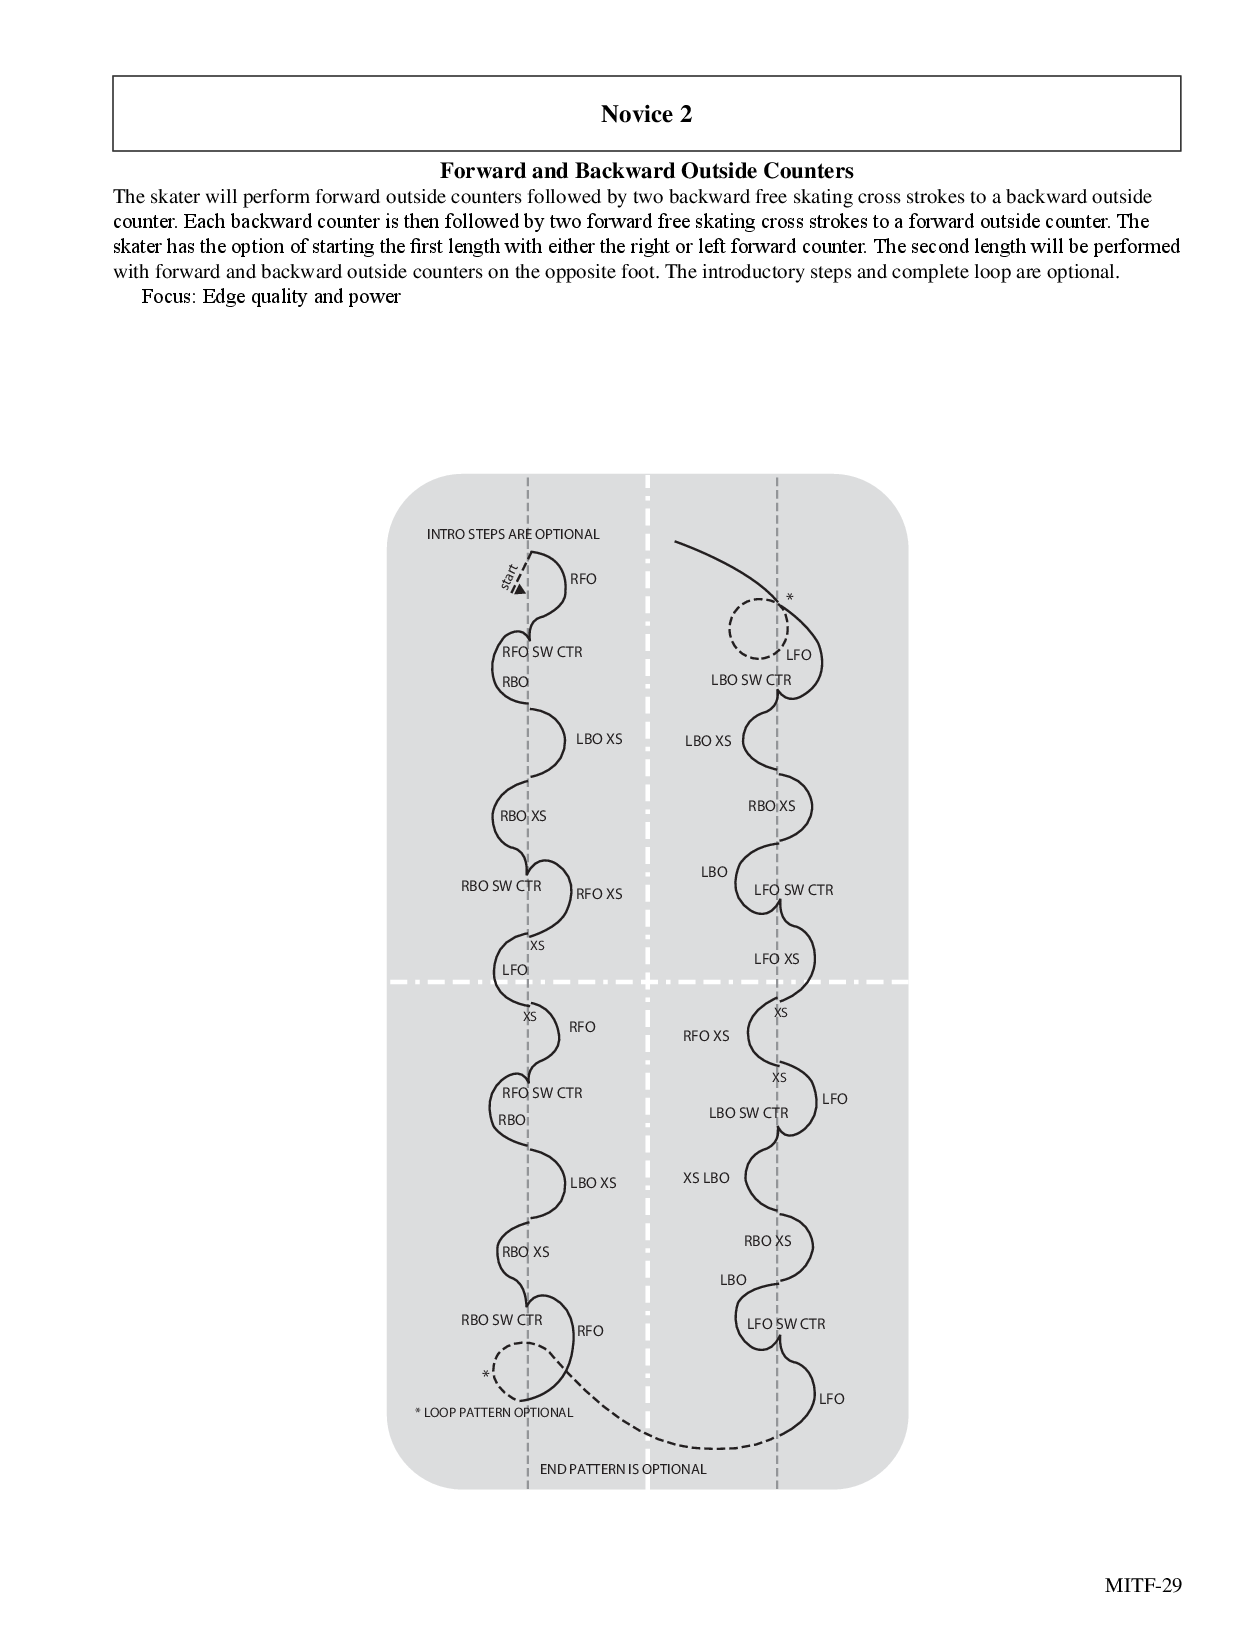 Novice 2
Forward and Backward Outside Counters
The skater will perform forward outside counters followed by two backward free skating cross strokes to a backward outside
counter. Each backward counter is then followed by two forward free skating cross strokes to a forward outside counter. The
skater has the option of starting the first length with either the right or left forward counter. The second length will be performed
with forward and backward outside counters on the opposite foot. The introductory steps and complete loop are optional.
Focus: Edge quality and power
INTRO STEPS ARE OPTIONAL
start
RFO
RFO SW CTR
RBO
LBO XS
RBO XS
RBO SW CTR
RFO XS
XS
LFO
XS
RFO
RFO SW CTR
RBO
LBO XS
RBO XS
RBO SW CTR
RFO
*
* LOOP PATTERN OPTIONAL
END PATTERN IS OPTIONAL
*
LFO
LBO SW CTR
LBO XS
RBO XS
LBO
LFO SW CTR
LFO XS
XS
RFO XS
XS
LFO
LBO SW CTR
XS LBO
RBO XS
LBO
LFO SW CTR
LFO
MITF-29